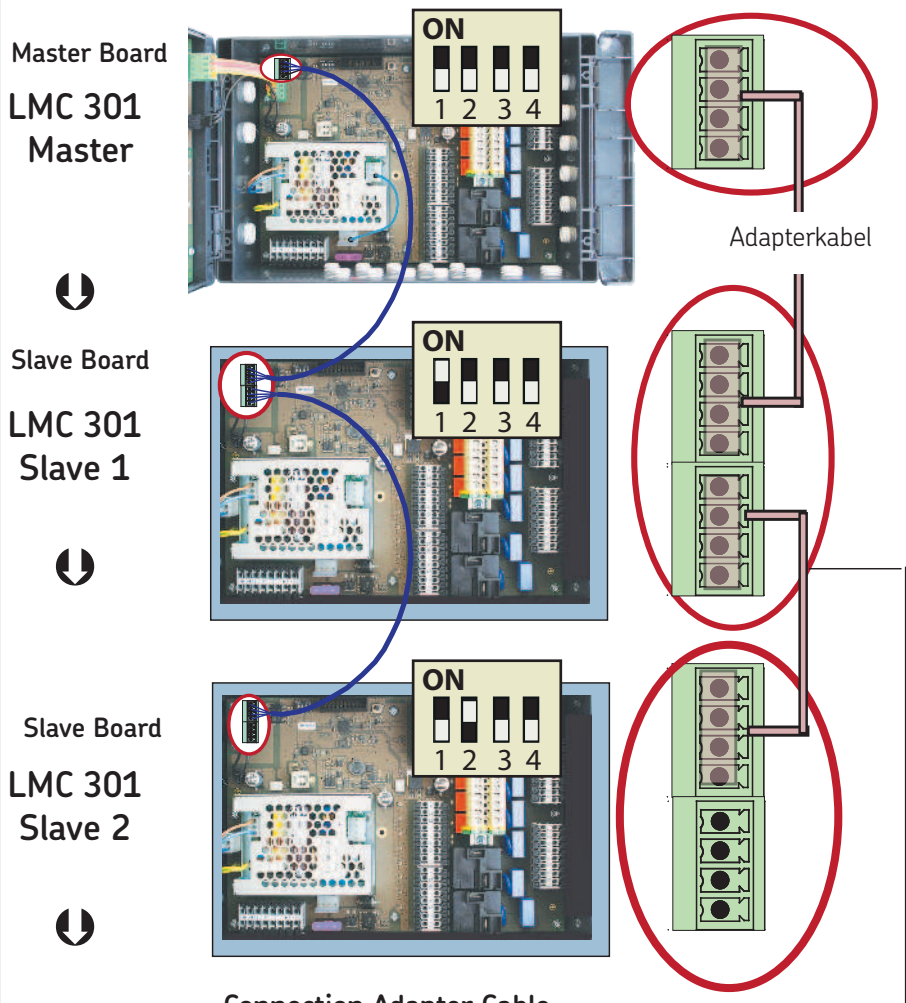 Master Board
LMC 301
Master
ON
1 2 3 4
Adapterkabel
Slave Board
LMC 301
Slave 1
ON
1 2 3 4
Slave Board
LMC 301
Slave 2
ON
1 2 3 4
Connection Adapter Cable